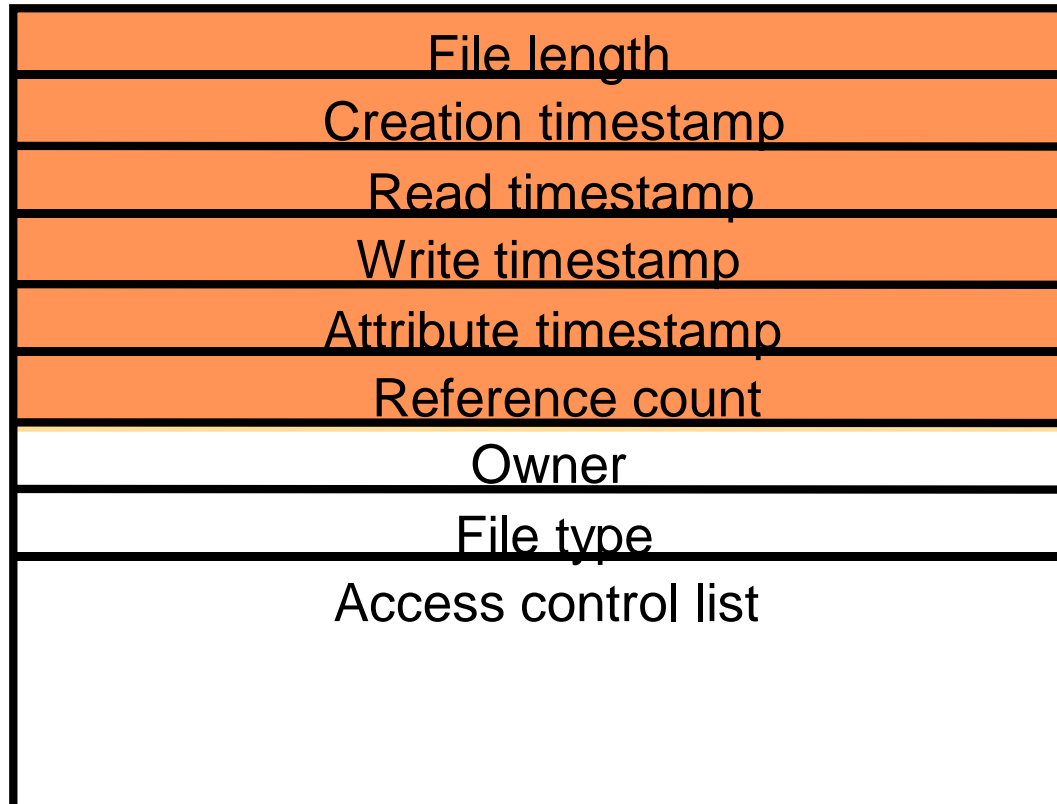 File length
Creation timestamp
Read timestamp
Write timestamp
Attribute timestamp
Reference count
Owner
File type
Access control list